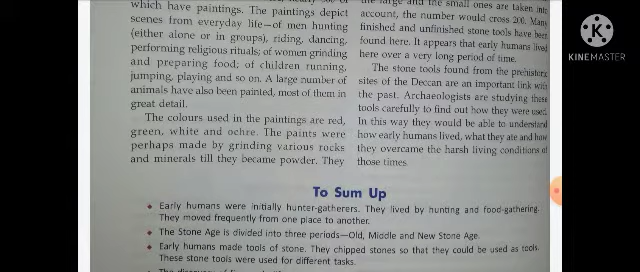 which have paintings. The paintings depict
scenes from everyday life—of men hunting
(either alone or in groups), riding, dancing,
performing religious rituals; of women grinding
and preparing food; of children running,
jumping, playing and so on. A large number of
animals have also been painted, most of them in
great detail.
The colours used in the paintings are red,
green, white and ochre. The paints were
perhaps made by grinding various rocks
and minerals till they became powder. They
the large and the small ones are taken into
account, the number would cross 200. Many
finished and unfinished stone tools have been
found here. It appears that early humans lived
here over a very long period of time.
The stone tools found from the prehistoric
sites of the Deccan are an important link with
the past. Archaeologists are studying these
tools carefully to find out how they were used.
In this way they would be able to understand
how early humans lived, what they ate and how
they overcame the harsh living conditions of
those times.
To Sum Up
Early humans were initially hunter-gatherers. They lived by hunting and food-gathering.
They moved frequently from one place to another.
The Stone Age is divided into three periods—Old, Middle and New Stone Age.
Early humans made tools of stone. They chipped stones so that they could be used as tools.
These stone tools were used for different tasks.
KINEMASTER